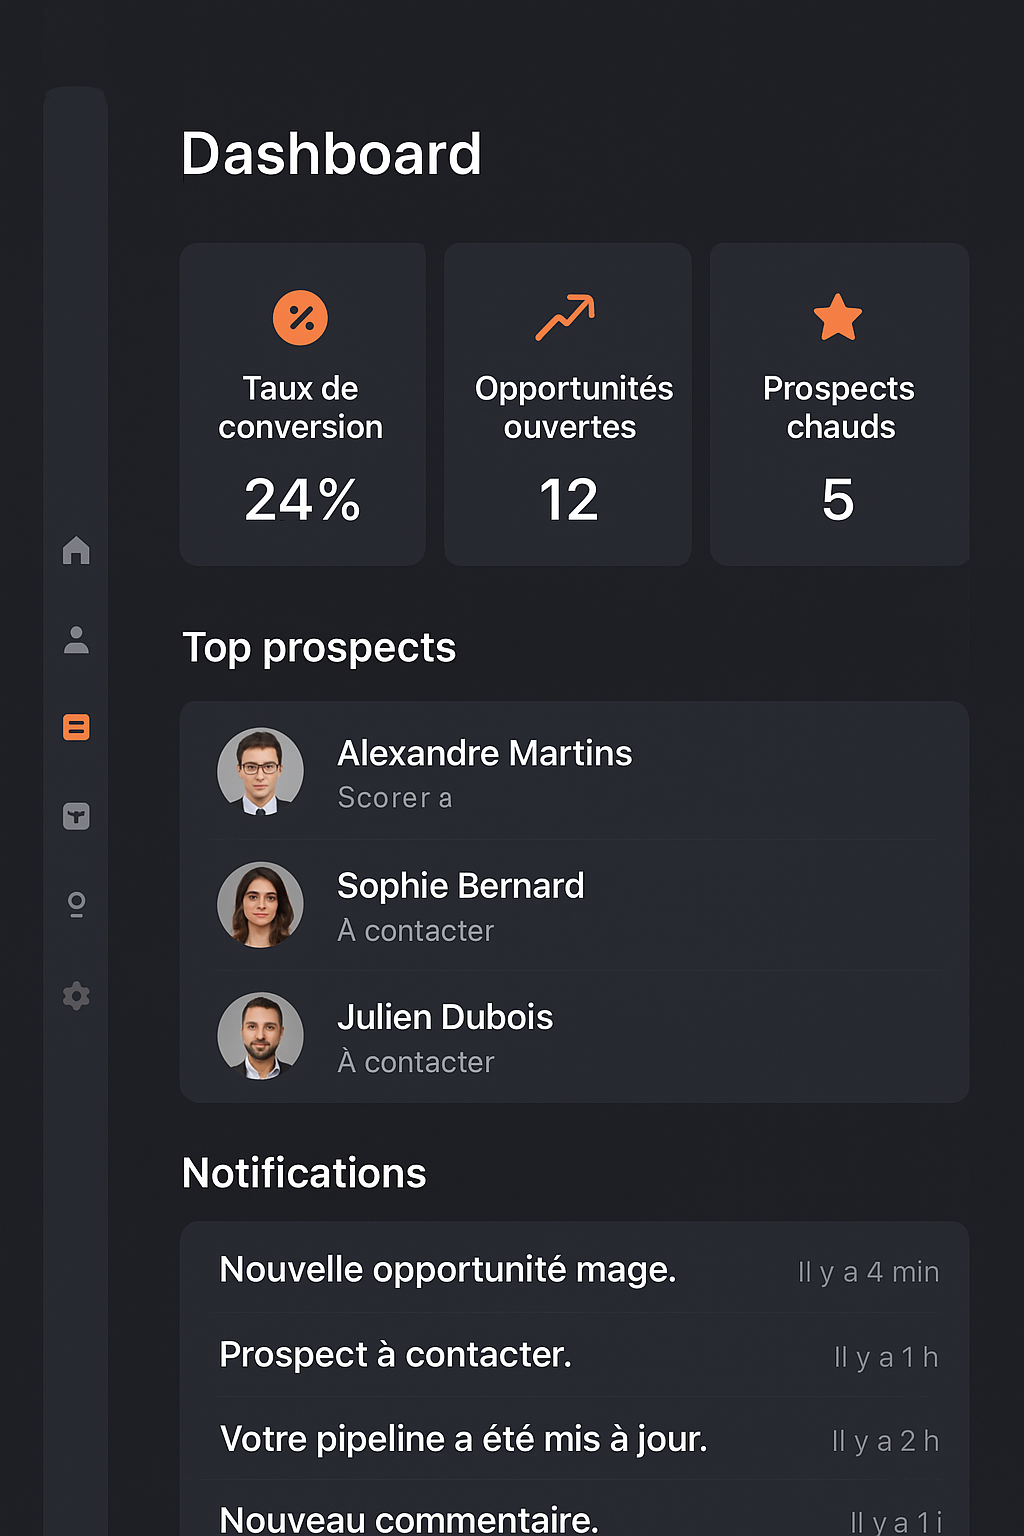 Dashboard
Taux de
conversion
24%
Opportunités
ouvertes
12
Prospects
chauds
5
Top prospects
Alexandre Martins
Scorer a
Sophie Bernard
À contacter
Julien Dubois
À contacter
Notifications
Nouvelle opportunité mage. Il y a 4 min
Prospect à contacter. Il y a 1 h
Votre pipeline a été mis à jour. Il y a 2 h
Nouveau commentaire. Il y a 1 j